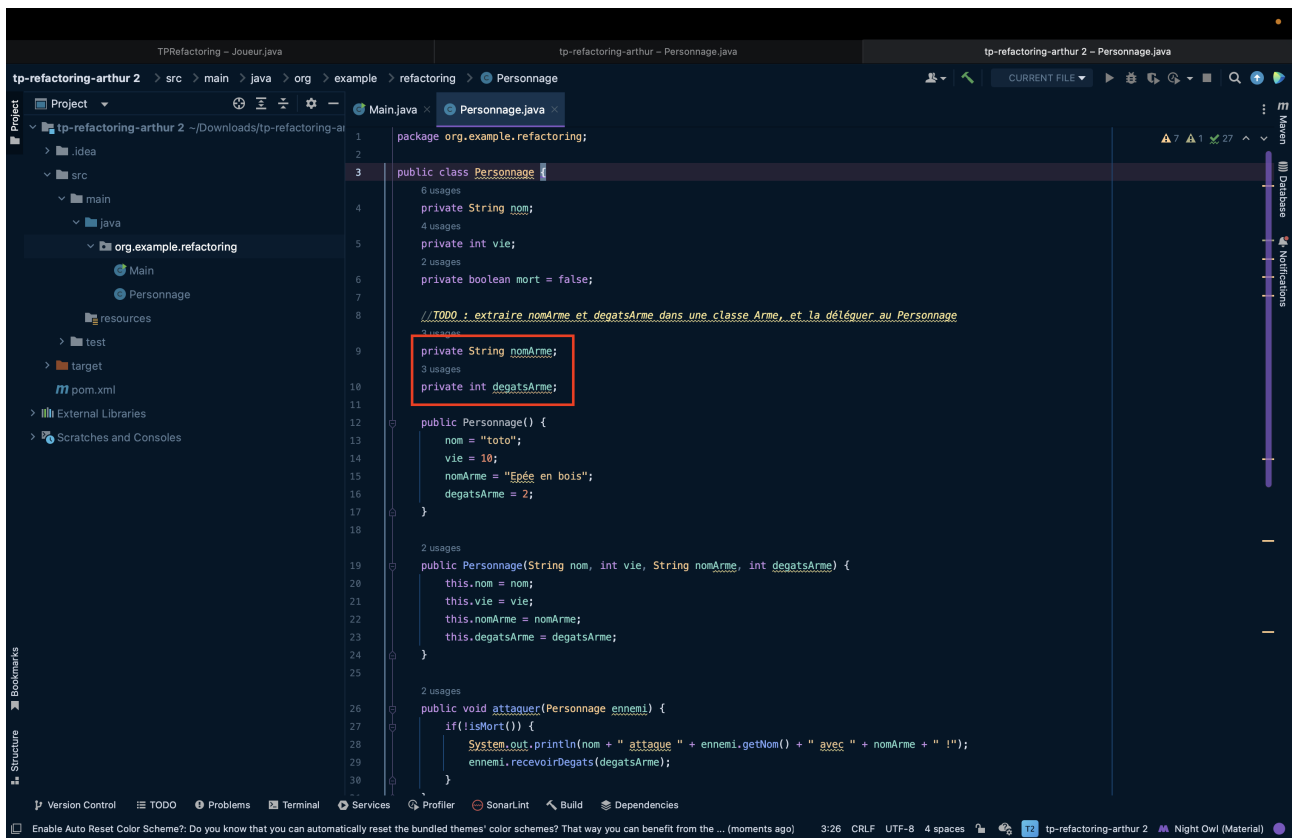 TPRefactoring – Joueur.java
tp-refactoring-arthur – Personnage.java
tp-refactoring-arthur 2 – Personnage.java
tp-refactoring-arthur 2 > src > main > java > org > example > refactoring > Personnage
CURRENT FILE
Project
Main.java
Personnage.java
Project
tp-refactoring-arthur 2 ~/Downloads/tp-refactoring-ar
.idea
src
main
java
org.example.refactoring
Main
Personnage
resources
test
target
pom.xml
External Libraries
Scratches and Consoles
7 1 27
1 package org.example.refactoring;
2
3 public class Personnage {
6 usages
4 private String nom;
4 usages
5 private int vie;
2 usages
6 private boolean mort = false;
7
8 //TODO : extraire nomArme et degatsArme dans une classe Arme, et la déléguer au Personnage
3 usages
9 private String nomArme;
3 usages
10 private int degatsArme;
11
12 public Personnage() {
13 nom = "toto";
14 vie = 10;
15 nomArme = "Epée en bois";
16 degatsArme = 2;
17 }
18
2 usages
19 public Personnage(String nom, int vie, String nomArme, int degatsArme) {
20 this.nom = nom;
21 this.vie = vie;
22 this.nomArme = nomArme;
23 this.degatsArme = degatsArme;
24 }
25
2 usages
26 public void attaquer(Personnage ennemi) {
27 if(!isMort()) {
28 System.out.println(nom + " attaque " + ennemi.getNom() + " avec " + nomArme + " !");
29 ennemi.recevoirDegats(degatsArme);
30 }
m
Maven
Database
Notifications
Bookmarks
Structure
Version Control
TODO
Problems
Terminal
Services
Profiler
SonarLint
Build
Dependencies
Enable Auto Reset Color Scheme?: Do you know that you can automatically reset the bundled themes' color schemes? That way you can benefit from the ... (moments ago)
3:26 CRLF UTF-8 4 spaces T2 tp-refactoring-arthur 2 Night Owl (Material)